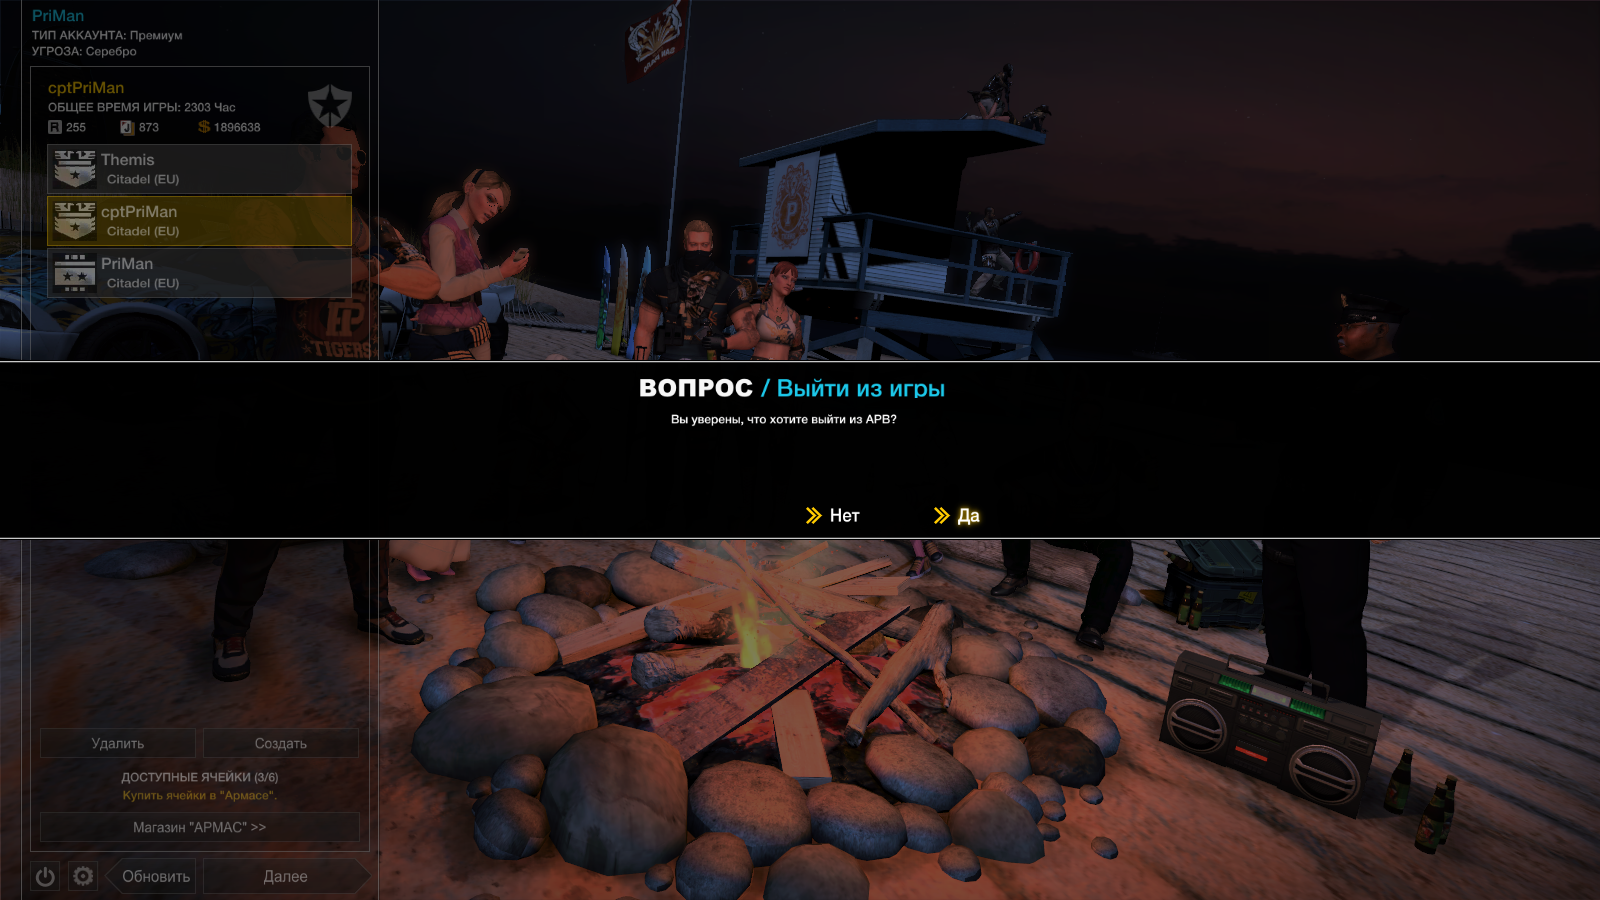 PriMan
ТИП АККАУНТА: Премиум
УГРОЗА: Серебро
cptPriMan
ОБЩЕЕ ВРЕМЯ ИГРЫ: 2303 Час
R 255 J 873 $ 1896638
Themis
Citadel (EU)
cptPriMan
Citadel (EU)
PriMan
Citadel (EU)
P
TIGERS
ВОПРОС / Выйти из игры
Вы уверены, что хотите выйти из APB?
Нет Да
Удалить Создать
ДОСТУПНЫЕ ЯЧЕЙКИ (3/6)
Купить ячейки в "Армасе".
Магазин "АРМАС" >>
Обновить Далее